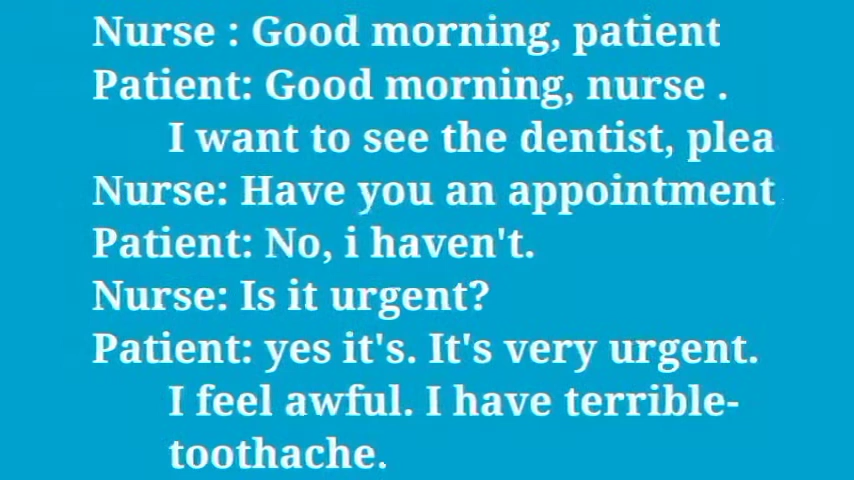 Nurse : Good morning, patient
Patient: Good morning, nurse .
I want to see the dentist, plea
Nurse: Have you an appointment
Patient: No, i haven't.
Nurse: Is it urgent?
Patient: yes it's. It's very urgent.
I feel awful. I have terrible-
toothache.